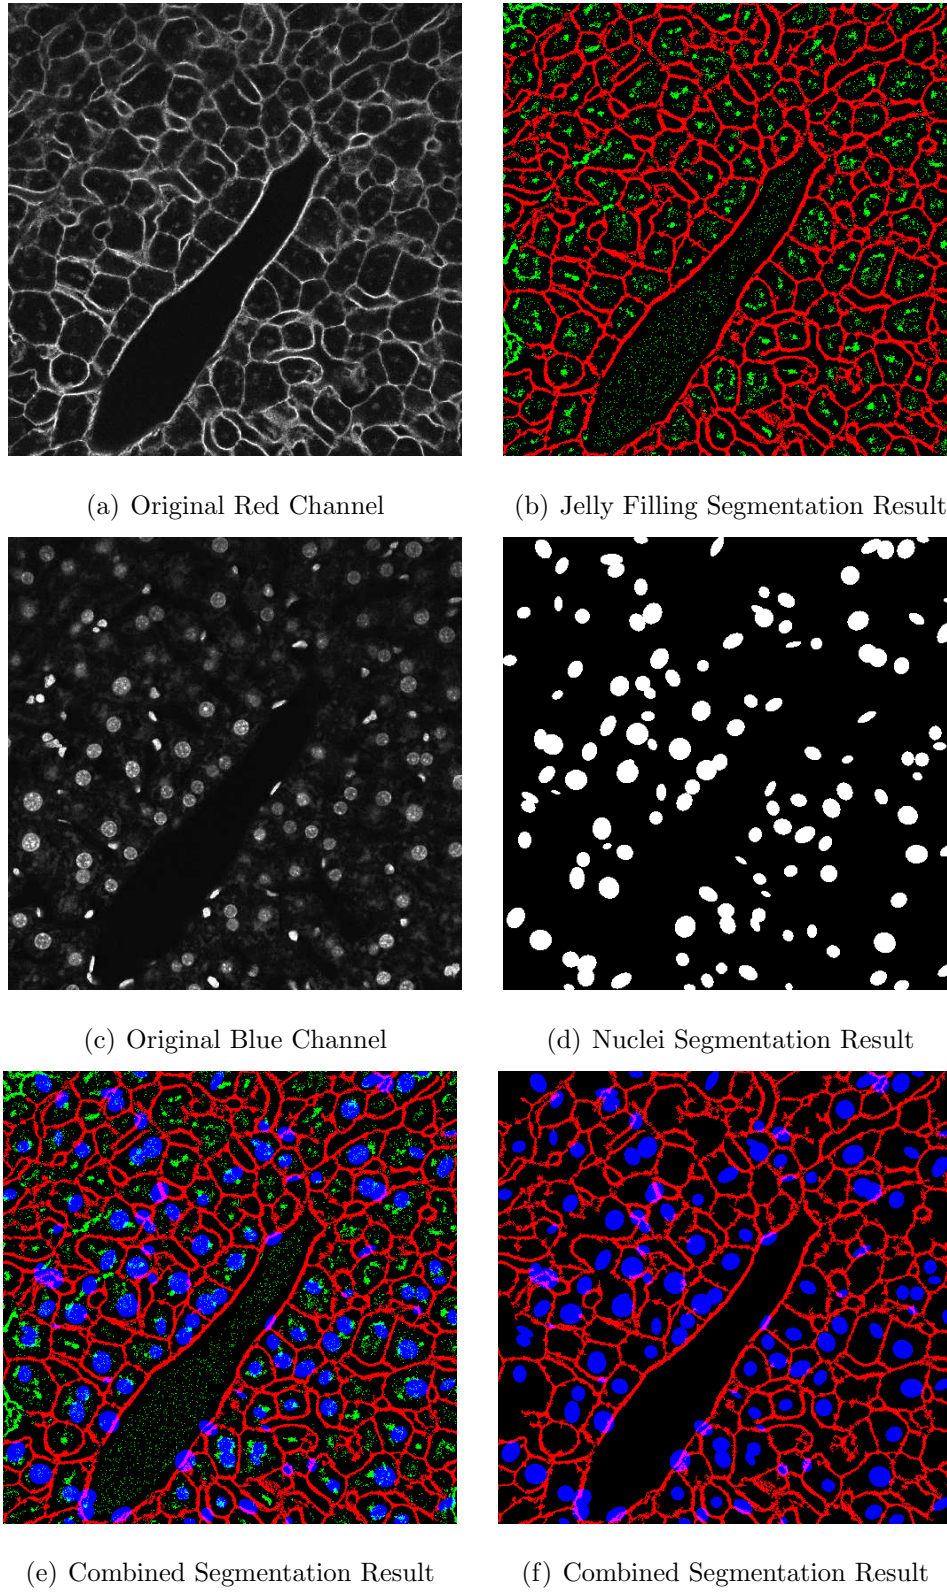 (a) Original Red Channel
(b) Jelly Filling Segmentation Result
(c) Original Blue Channel
(d) Nuclei Segmentation Result
(e) Combined Segmentation Result
(f) Combined Segmentation Result